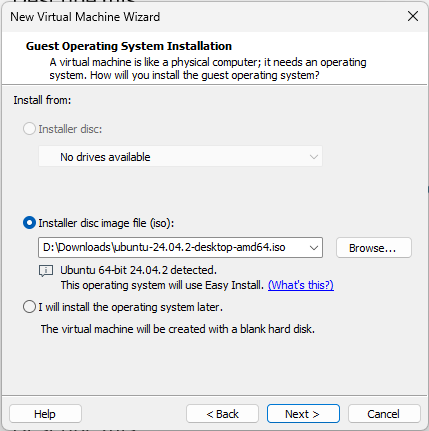 New Virtual Machine Wizard
Guest Operating System Installation
A virtual machine is like a physical computer; it needs an operating
system. How will you install the guest operating system?
Install from:
Installer disc:
No drives available
Installer disc image file (iso):
D:\Downloads\ubuntu-24.04.2-desktop-amd64.iso
Browse...
Ubuntu 64-bit 24.04.2 detected.
This operating system will use Easy Install. (What's this?)
I will install the operating system later.
The virtual machine will be created with a blank hard disk.
Help
< Back
Next >
Cancel